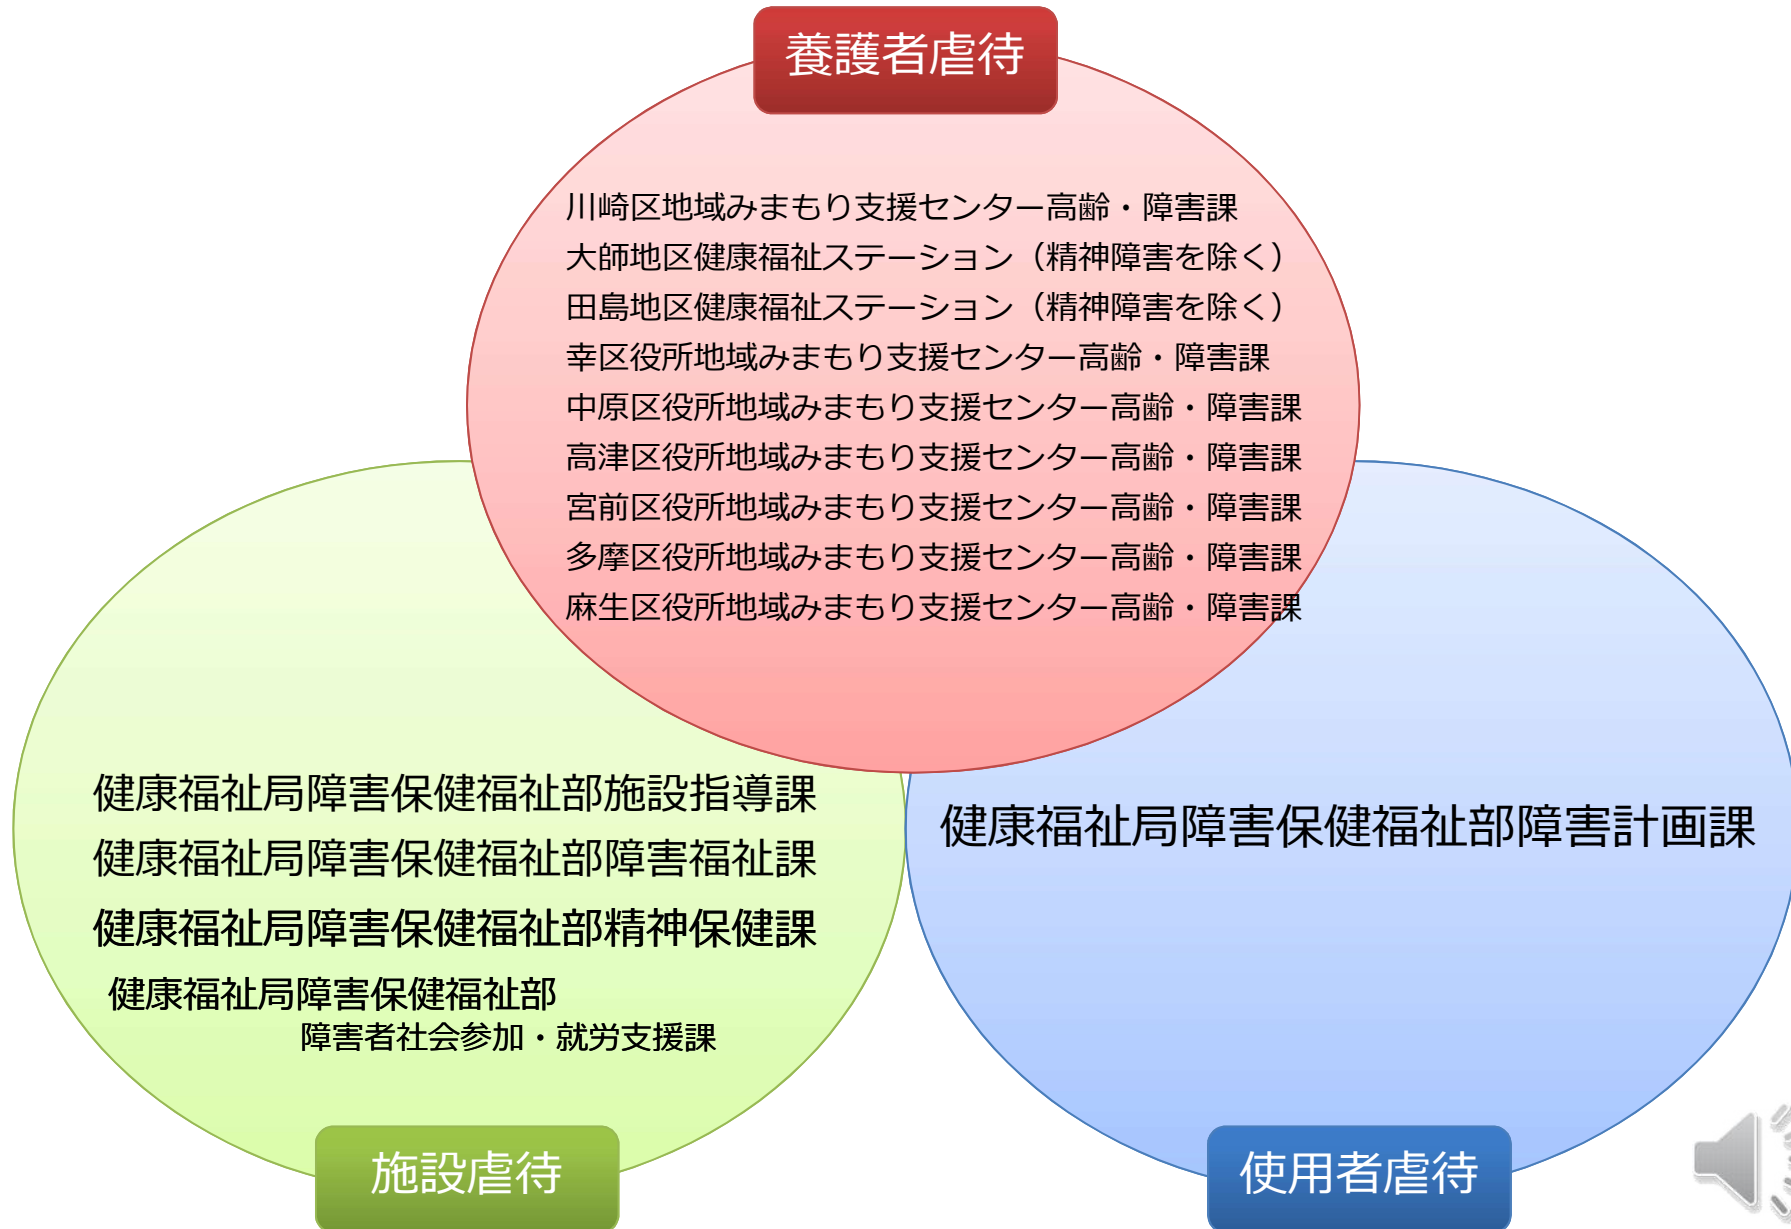 養護者虐待
川崎区地域みまもり支援センター高齢・障害課
大師地区健康福祉ステーション（精神障害を除く）
田島地区健康福祉ステーション（精神障害を除く）
幸区役所地域みまもり支援センター高齢・障害課
中原区役所地域みまもり支援センター高齢・障害課
高津区役所地域みまもり支援センター高齢・障害課
宮前区役所地域みまもり支援センター高齢・障害課
多摩区役所地域みまもり支援センター高齢・障害課
麻生区役所地域みまもり支援センター高齢・障害課
健康福祉局障害保健福祉部施設指導課
健康福祉局障害保健福祉部障害福祉課
健康福祉局障害保健福祉部精神保健課
健康福祉局障害保健福祉部
障害者社会参加・就労支援課
施設虐待
健康福祉局障害保健福祉部障害計画課
使用者虐待